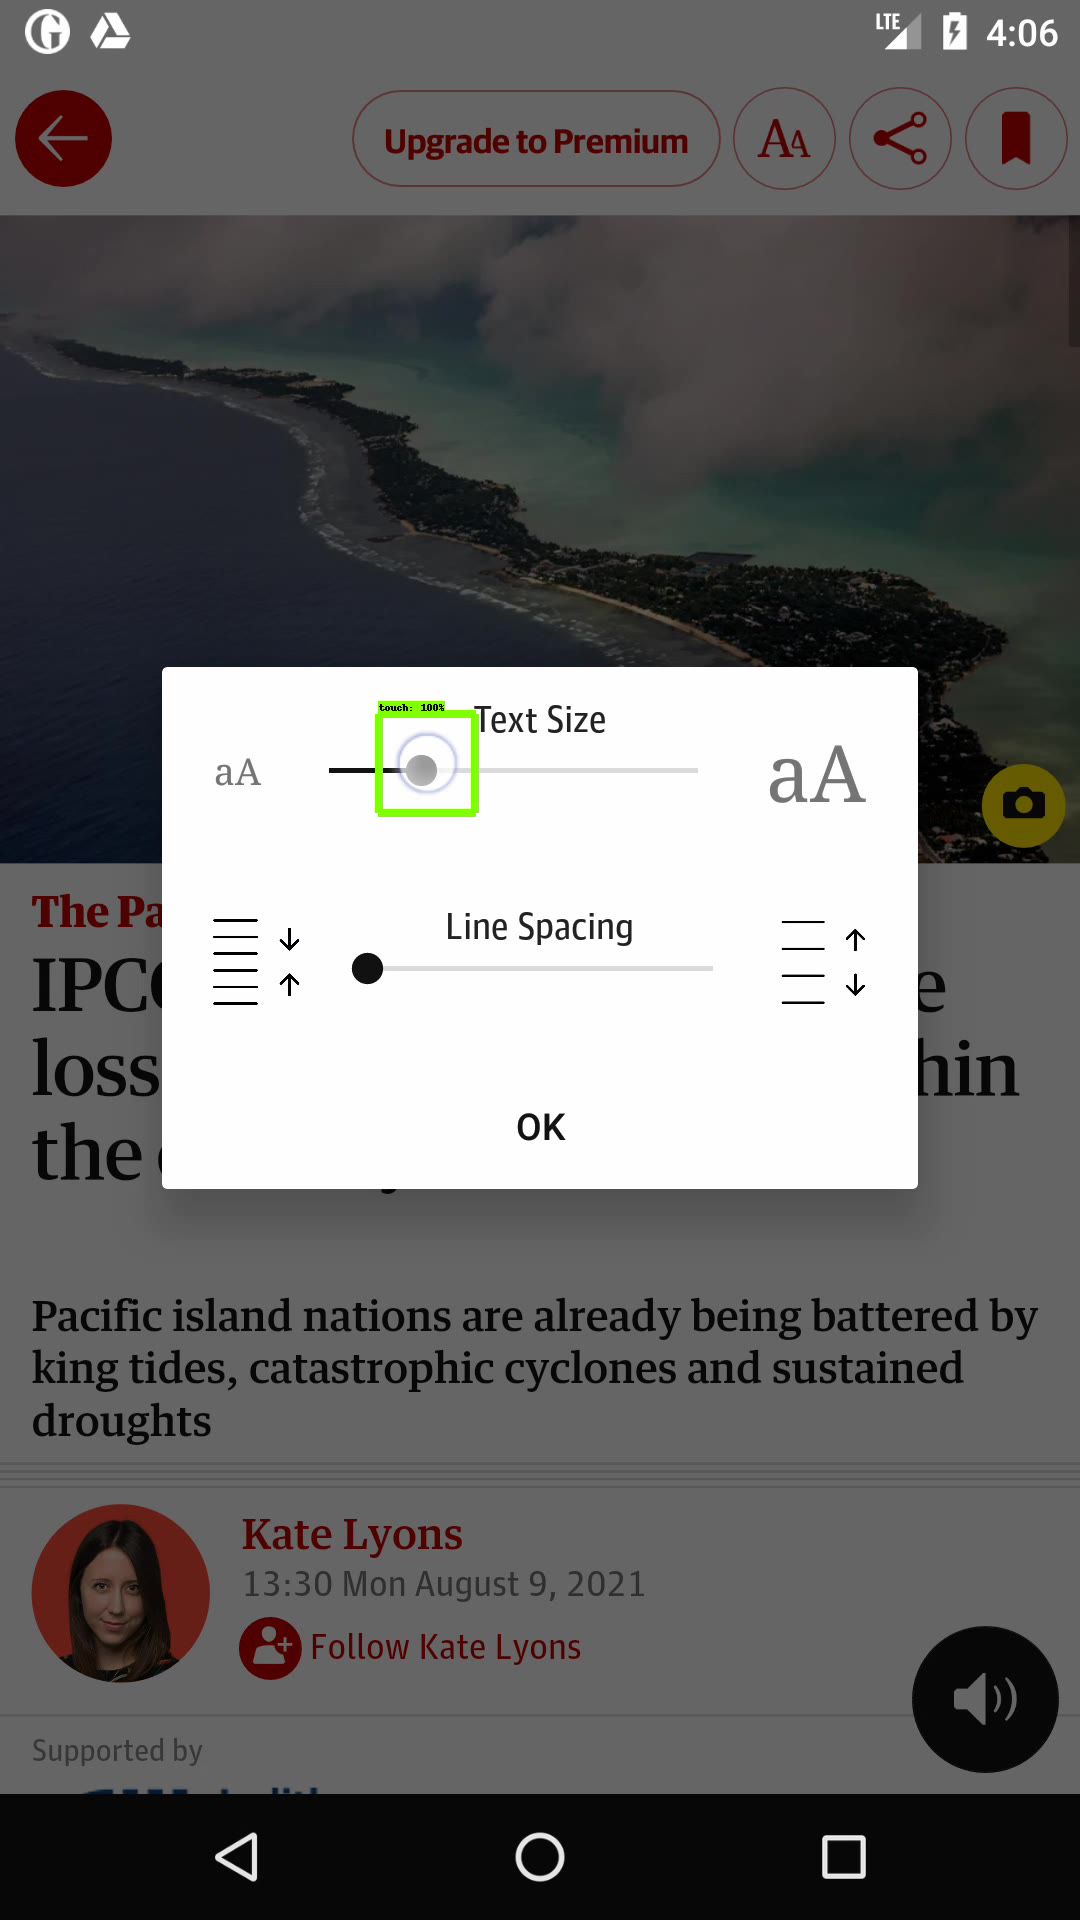 LTE 4:06
Upgrade to Premium AA
touch: 100%
Text Size
aA aA
The Pa
Line Spacing
IPC e
loss hin
OK
the
Pacific island nations are already being battered by
king tides, catastrophic cyclones and sustained
droughts
Kate Lyons
13:30 Mon August 9, 2021
Follow Kate Lyons
Supported by